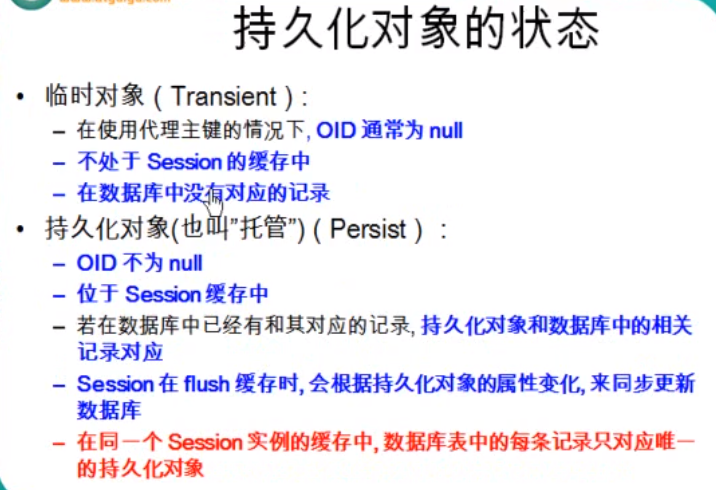 持久化对象的状态
• 临时对象 ( Transient ) :
– 在使用代理主键的情况下, OID 通常为 null
– 不处于 Session 的缓存中
– 在数据库中没有对应的记录
• 持久化对象(也叫”托管”) ( Persist ) :
– OID 不为 null
– 位于 Session 缓存中
– 若在数据库中已经有和其对应的记录, 持久化对象和数据库中的相关
记录对应
– Session 在 flush 缓存时, 会根据持久化对象的属性变化, 来同步更新
数据库
– 在同一个 Session 实例的缓存中, 数据库表中的每条记录只对应唯一
的持久化对象